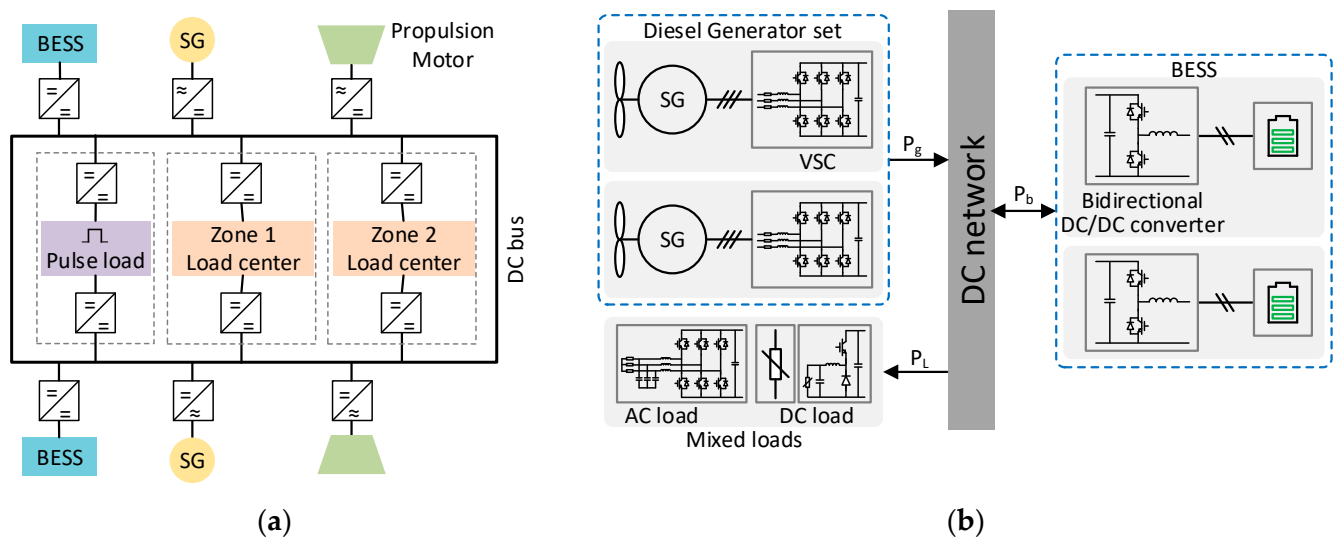 BESS
SG
Propulsion
Motor
Pulse load
Zone 1
Load center
Zone 2
Load center
DC bus
BESS
SG
(a)
Diesel Generator set
SG
VSC
SG
Pg
DC network
Pb
BESS
Bidirectional
DC/DC converter
PL
AC load
DC load
Mixed loads
(b)